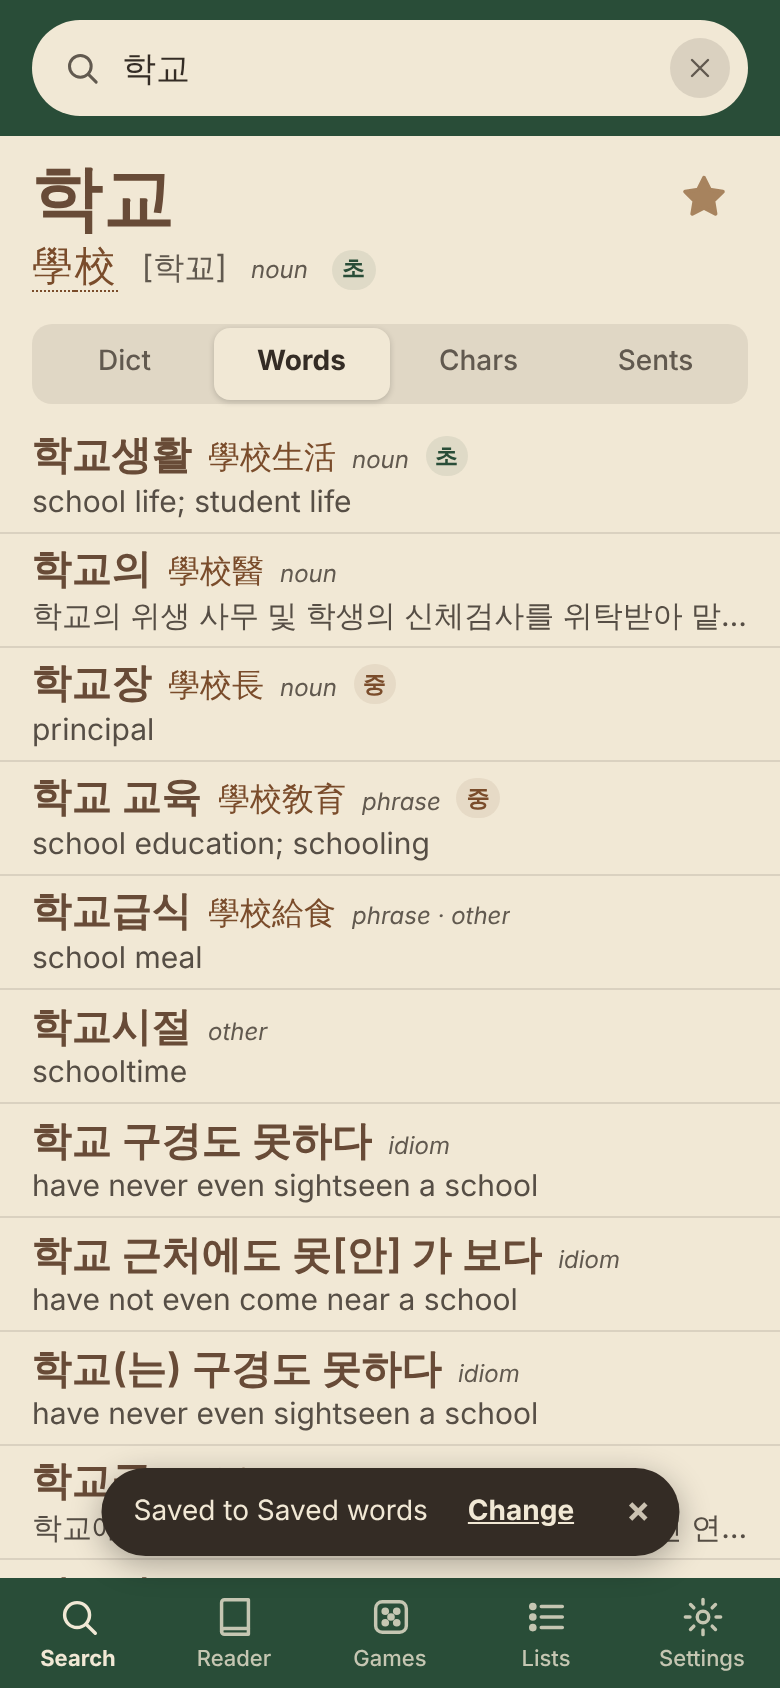 학교
학교
學校 [학꾜] noun 초
Dict Words Chars Sents
학교생활 學校生活 noun 초
school life; student life
학교의 學校醫 noun
학교의 위생 사무 및 학생의 신체검사를 위탁받아 맡...
학교장 學校長 noun 중
principal
학교 교육 學校敎育 phrase 중
school education; schooling
학교급식 學校給食 phrase · other
school meal
학교시절 other
schooltime
학교 구경도 못하다 idiom
have never even sightseen a school
학교 근처에도 못[안] 가 보다 idiom
have not even come near a school
학교(는) 구경도 못하다 idiom
have never even sightseen a school
학교
학교 연...
Saved to Saved words Change
Search Reader Games Lists Settings